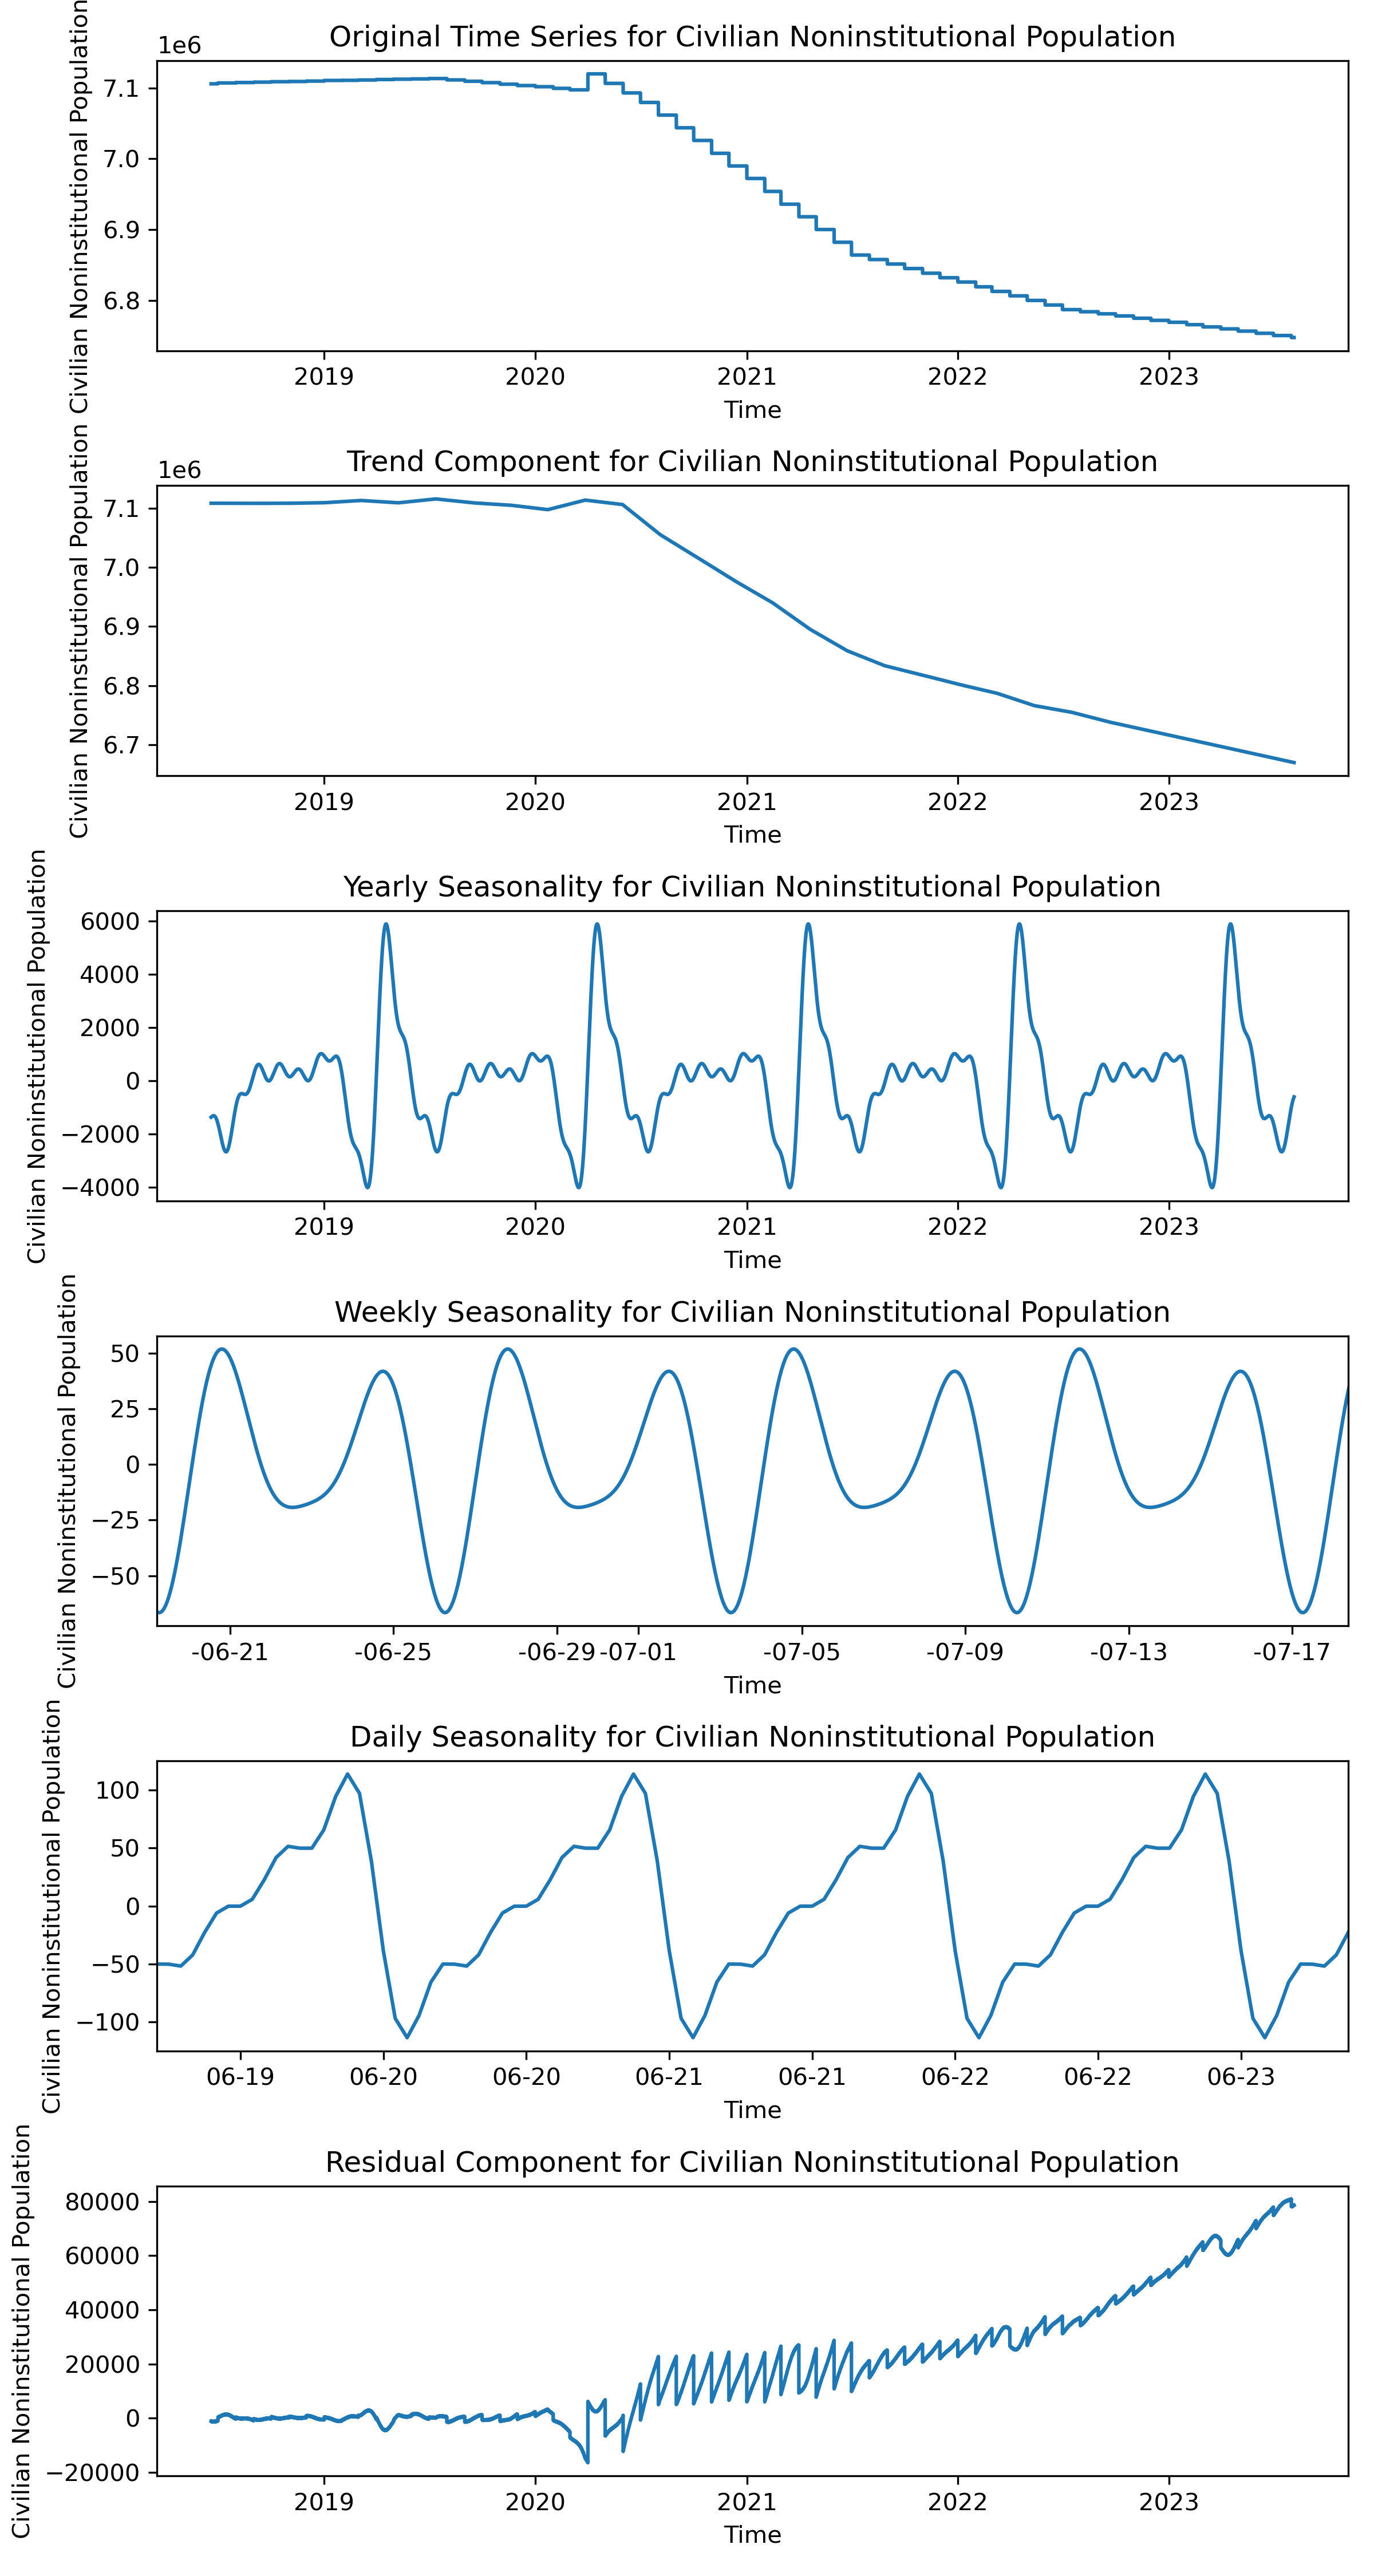 Original Time Series for Civilian Noninstitutional Population
1e6
Civilian Noninstitutional Population
7.1
7.0
6.9
6.8
2019 2020 2021 2022 2023
Time
Trend Component for Civilian Noninstitutional Population
1e6
Civilian Noninstitutional Population
7.1
7.0
6.9
6.8
6.7
2019 2020 2021 2022 2023
Time
Yearly Seasonality for Civilian Noninstitutional Population
Civilian Noninstitutional Population
6000
4000
2000
0
−2000
−4000
2019 2020 2021 2022 2023
Time
Weekly Seasonality for Civilian Noninstitutional Population
Civilian Noninstitutional Population
50
25
0
−25
−50
-06-21 -06-25 -06-29 -07-01 -07-05 -07-09 -07-13 -07-17
Time
Daily Seasonality for Civilian Noninstitutional Population
Civilian Noninstitutional Population
100
50
0
−50
−100
06-19 06-20 06-20 06-21 06-21 06-22 06-22 06-23
Time
Residual Component for Civilian Noninstitutional Population
Civilian Noninstitutional Population
80000
60000
40000
20000
0
−20000
2019 2020 2021 2022 2023
Time